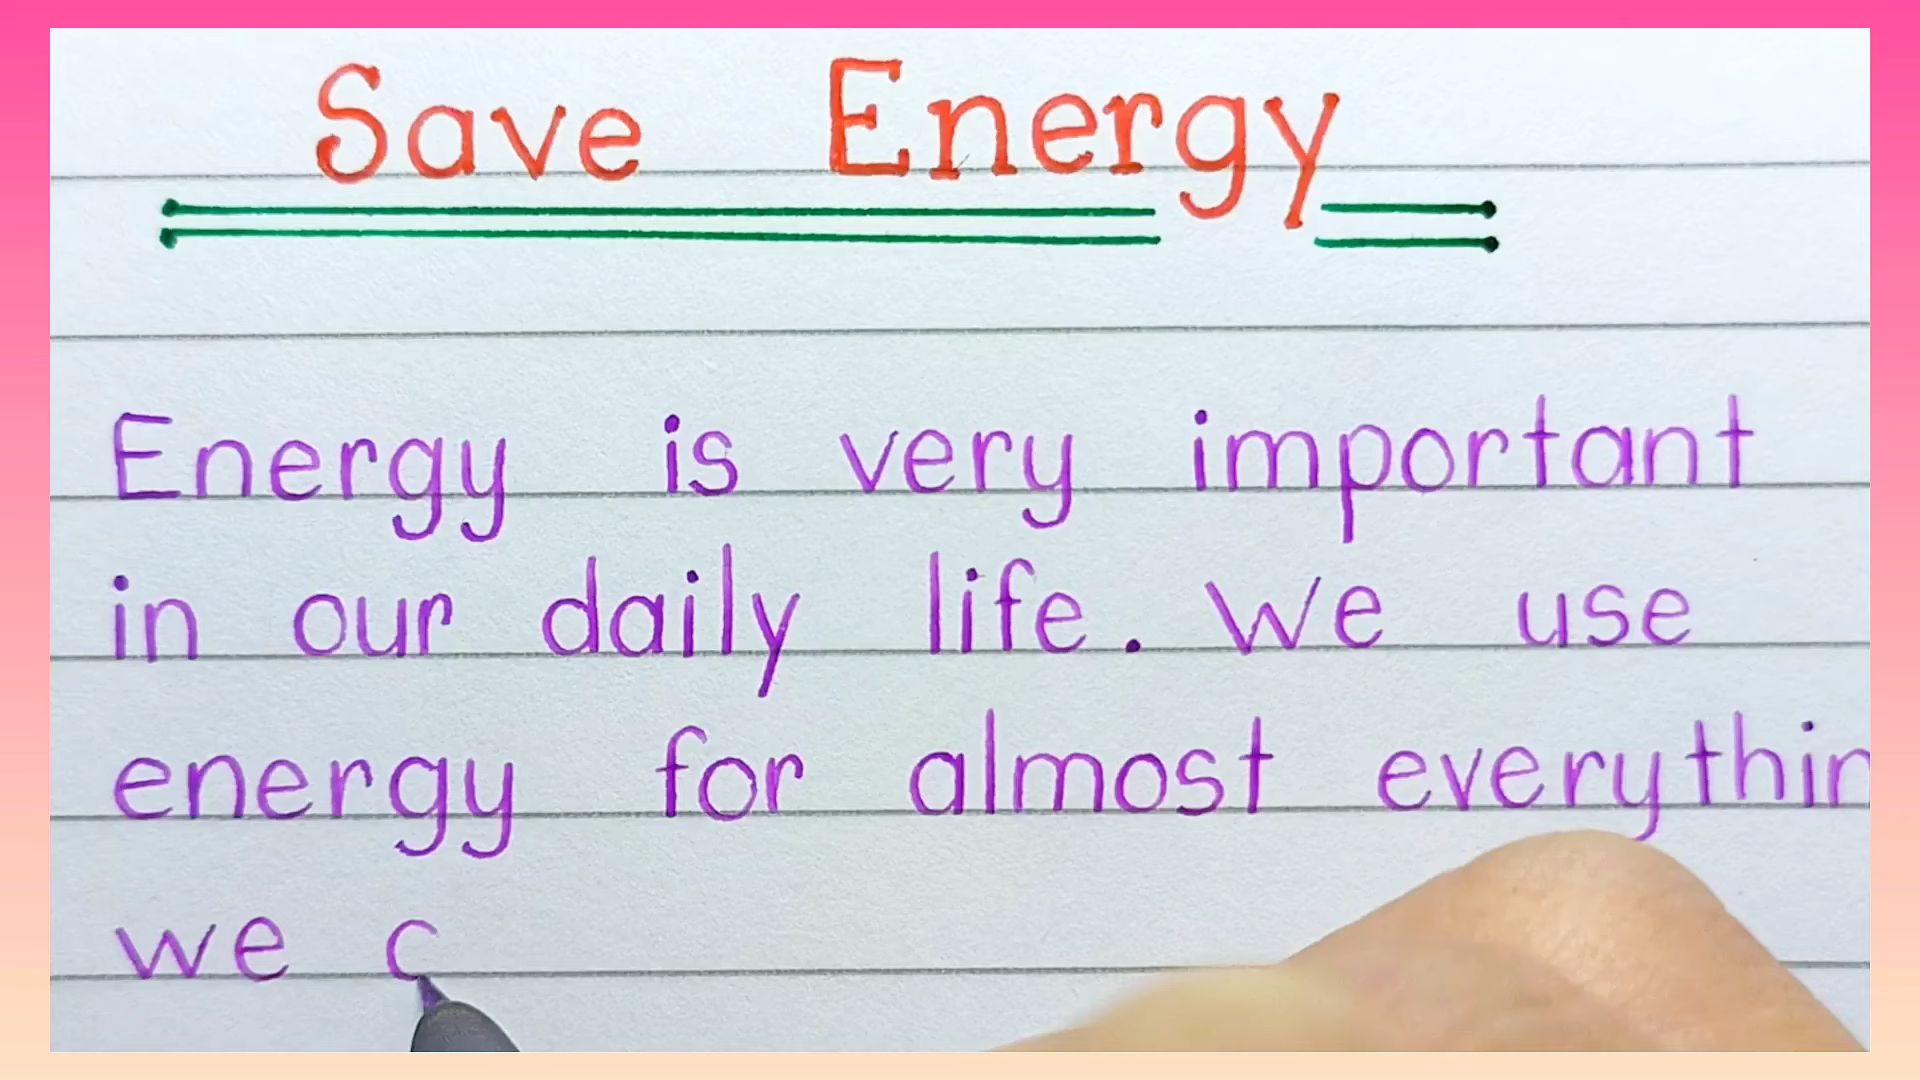 Save Energy
Energy is very important
in our daily life. We use
energy for almost everythin
we c